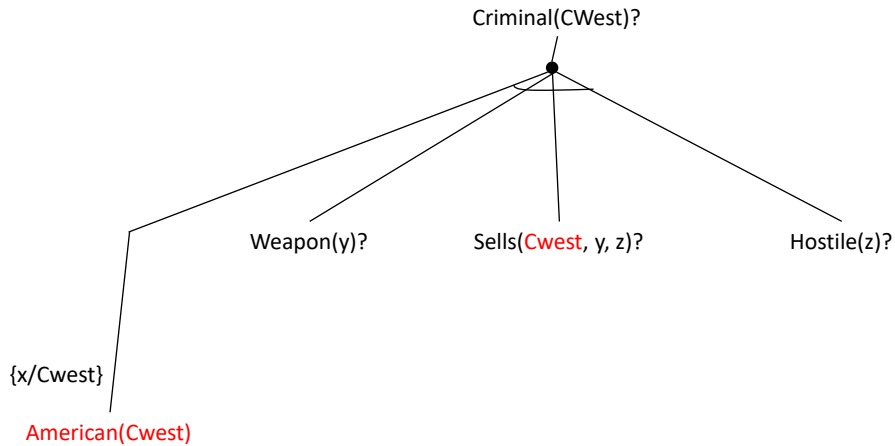 Criminal(CWest)?
Weapon(y)?
Sells(Cwest, y, z)?
Hostile(z)?
{x/Cwest}
American(Cwest)